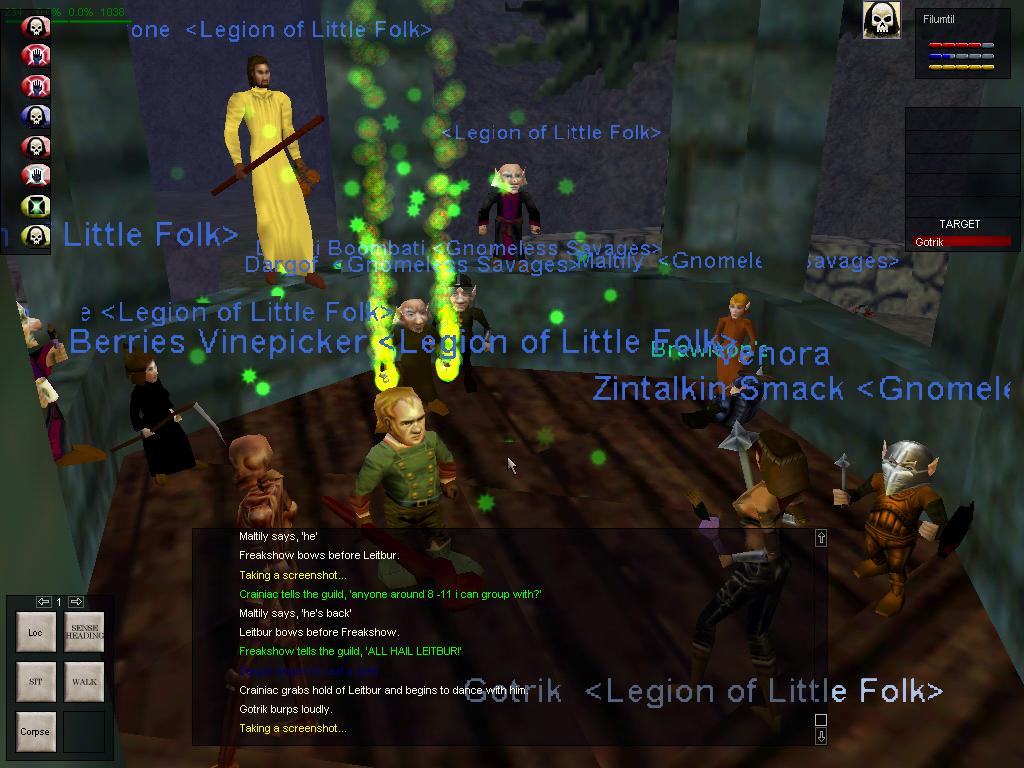 234 0.0% 1038
one <Legion of Little Folk>
Filumtil
<Legion of Little Folk>
Little Folk>
Boombati <Gnomeless Savages>
Dargof <Gnomeless Savages>
Maltily <Gnomele savages>
TARGET
Gotrik
e <Legion of Little Folk>
Berries Vinepicker <Legion of Little Folk>
Zintalkin Smack <Gnomele
Maltily says, 'he'
Freakshow bows before Leitbur.
Taking a screenshot...
Crainiac tells the guild, 'anyone around 8 -11 i can group with?'
Maltily says, 'he's back'
Leitbur bows before Freakshow.
Freakshow tells the guild, 'ALL HAIL LEITBUR!'
Crainiac grabs hold of Leitbur and begins to dance with him.
Gotrik burps loudly.
Taking a screenshot...
Gotrik <Legion of Little Folk>
1
Loc
SENSE HEADING
SIT
WALK
Corpse